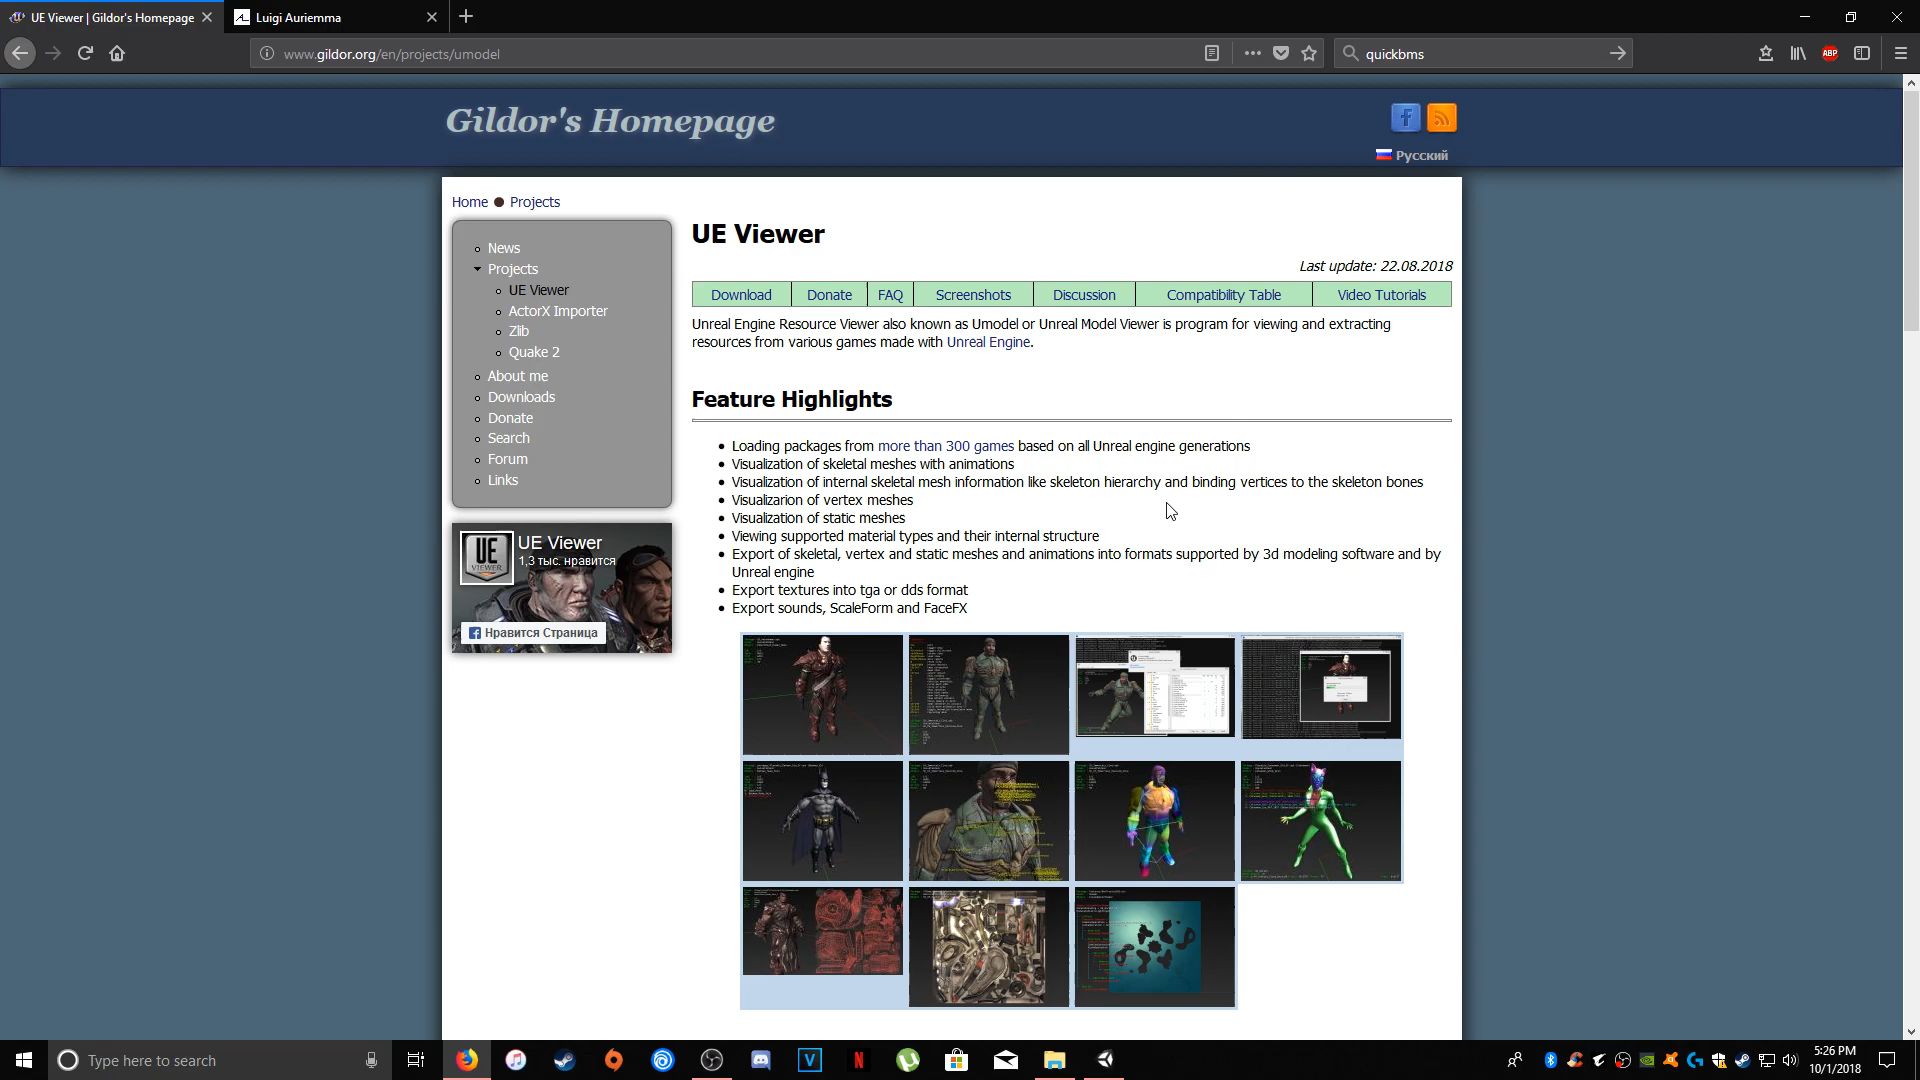 UE Viewer | Gildor's Homepage
Luigi Auriemma
www.gildor.org/en/projects/umodel
quickbms
ABP
Gildor's Homepage
Русский
Home ● Projects
News
Projects
UE Viewer
ActorX Importer
Zlib
Quake 2
About me
Downloads
Donate
Search
Forum
Links
UE Viewer
1,3 тыс. нравится
UE
VIEWER
Нравится Страница
UE Viewer
Last update: 22.08.2018
Download Donate FAQ Screenshots Discussion Compatibility Table Video Tutorials
Unreal Engine Resource Viewer also known as Umodel or Unreal Model Viewer is program for viewing and extracting
resources from various games made with Unreal Engine.
Feature Highlights
Loading packages from more than 300 games based on all Unreal engine generations
Visualization of skeletal meshes with animations
Visualization of internal skeletal mesh information like skeleton hierarchy and binding vertices to the skeleton bones
Visualizarion of vertex meshes
Visualization of static meshes
Viewing supported material types and their internal structure
Export of skeletal, vertex and static meshes and animations into formats supported by 3d modeling software and by
Unreal engine
Export textures into tga or dds format
Export sounds, ScaleForm and FaceFX
Type here to search
5:26 PM
10/1/2018